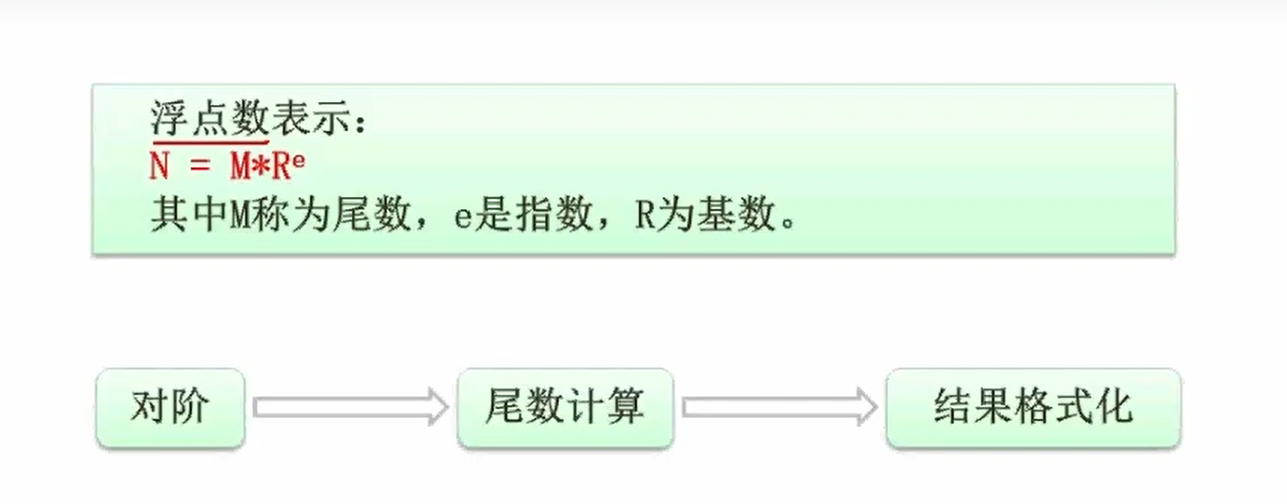 浮点数表示：
N = M*Rᵉ
其中M称为尾数，e是指数，R为基数。
对阶
尾数计算
结果格式化